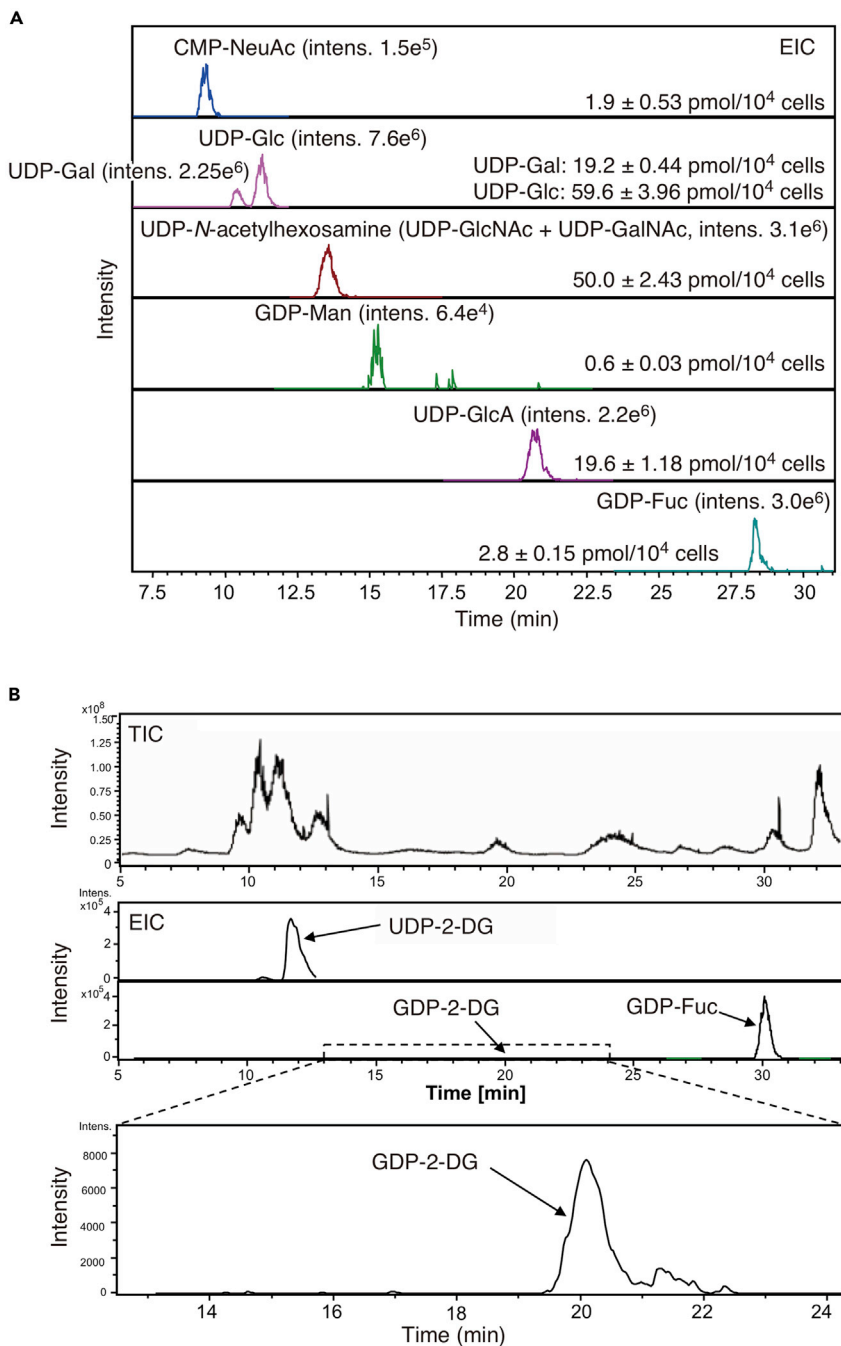 A
CMP-NeuAc (intens. 1.5e⁵)
EIC
1.9 ± 0.53 pmol/10⁴ cells
UDP-Glc (intens. 7.6e⁶)
UDP-Gal (intens. 2.25e⁶)
UDP-Gal: 19.2 ± 0.44 pmol/10⁴ cells
UDP-Glc: 59.6 ± 3.96 pmol/10⁴ cells
UDP-N-acetylhexosamine (UDP-GlcNAc + UDP-GalNAc, intens. 3.1e⁶)
50.0 ± 2.43 pmol/10⁴ cells
GDP-Man (intens. 6.4e⁴)
0.6 ± 0.03 pmol/10⁴ cells
UDP-GlcA (intens. 2.2e⁶)
19.6 ± 1.18 pmol/10⁴ cells
GDP-Fuc (intens. 3.0e⁶)
2.8 ± 0.15 pmol/10⁴ cells
Intensity
7.5 10 12.5 15 17.5 20 22.5 25 27.5 30
Time (min)
B
x10⁸
1.50
TIC
1.25
1.00
0.75
0.50
0.25
0
Intensity
5 10 15 20 25 30
Intens.
x10⁵
4
EIC
UDP-2-DG
2
0
x10⁵
4
GDP-2-DG
GDP-Fuc
2
0
Intensity
5 10 15 20 25 30
Time [min]
Intens.
8000
GDP-2-DG
6000
4000
2000
0
Intensity
14 16 18 20 22 24
Time (min)